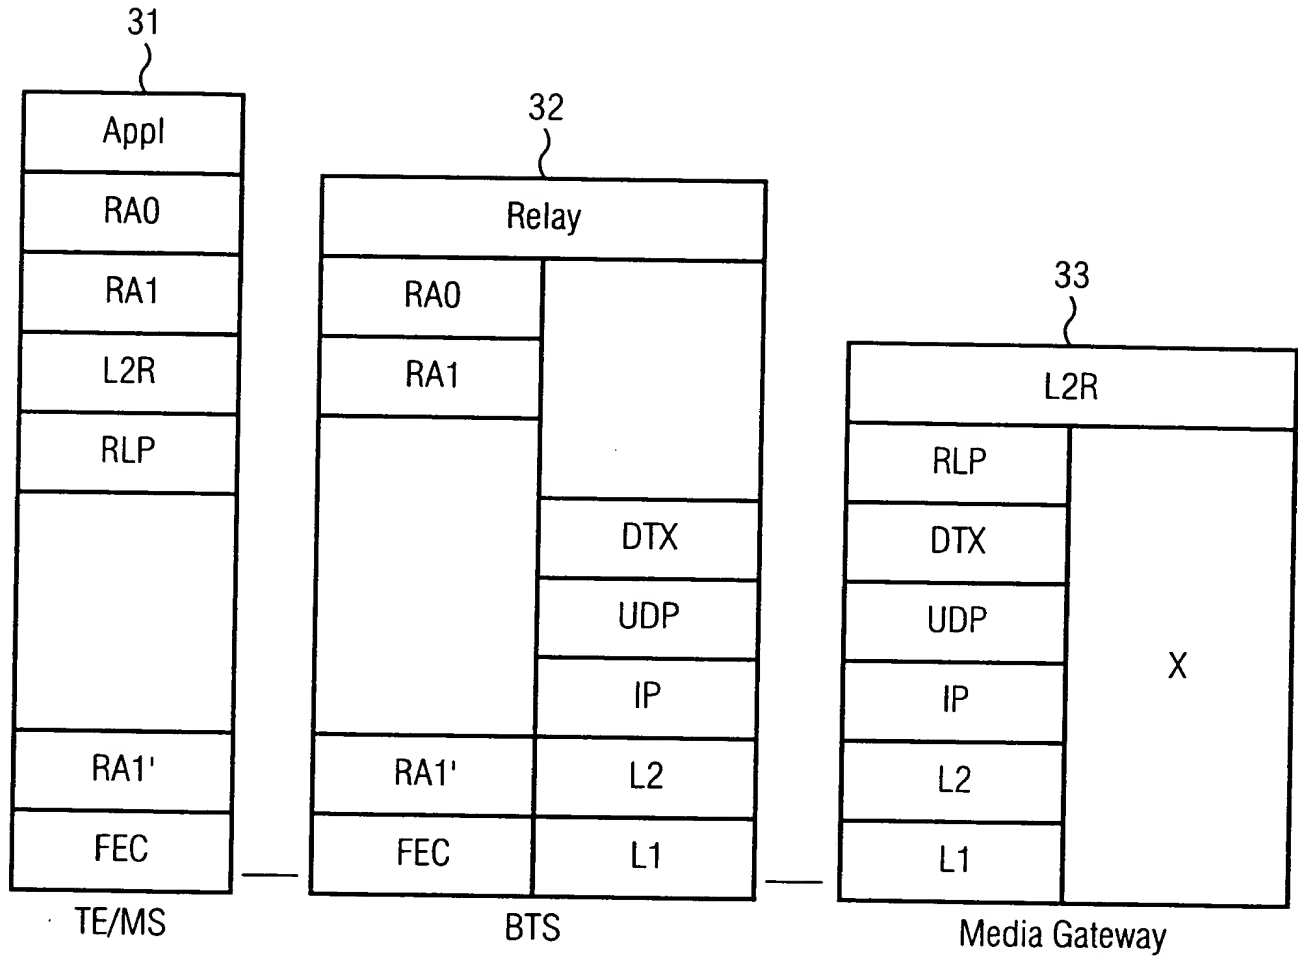 31
Appl
RA0
RA1
L2R
RLP
RA1'
FEC
TE/MS
32
Relay
RA0
RA1
RA1'
FEC
DTX
UDP
IP
L2
L1
BTS
33
L2R
RLP
DTX
UDP
IP
L2
L1
X
Media Gateway